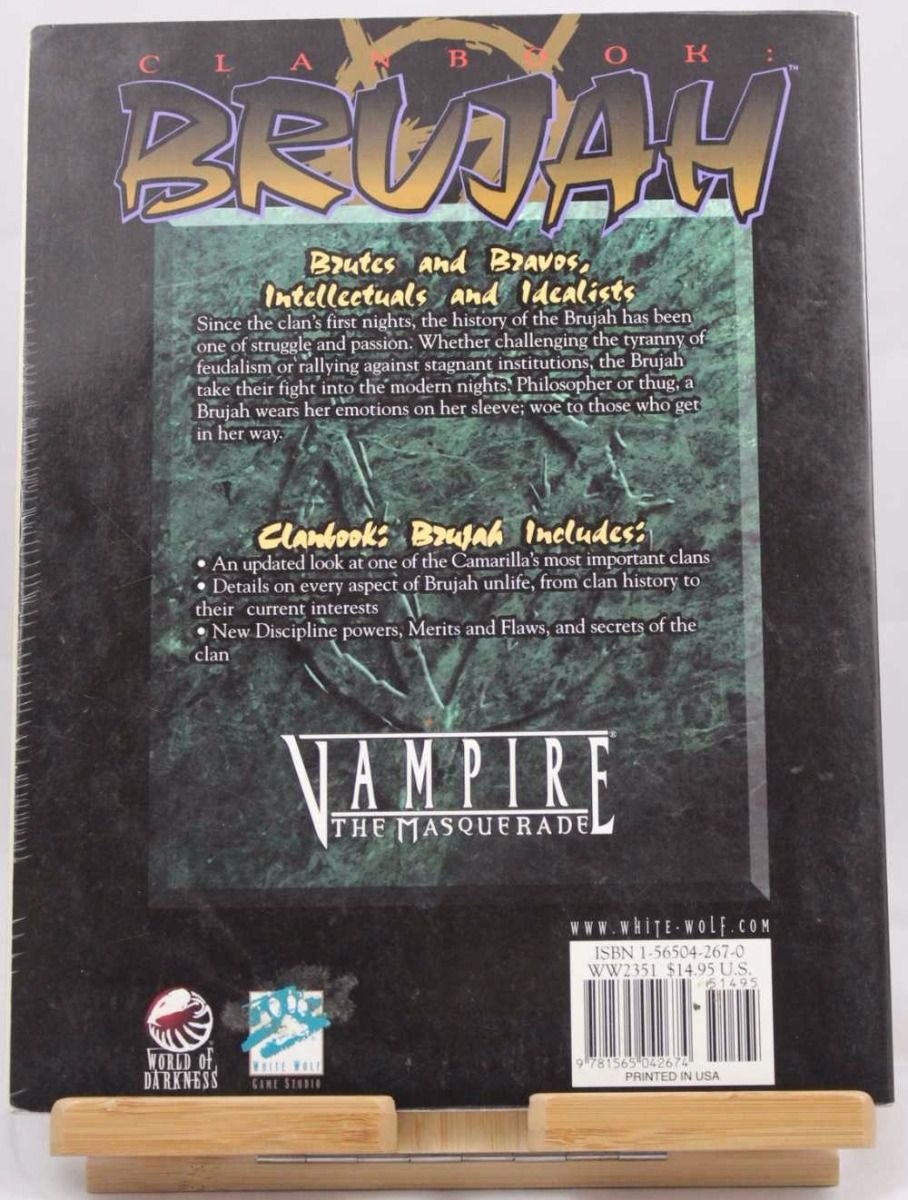 CLANBOOK:
BRUJAH™
Brutes and Bravos,
Intellectuals and Idealists
Since the clan's first nights, the history of the Brujah has been
one of struggle and passion. Whether challenging the tyranny of
feudalism or rallying against stagnant institutions, the Brujah
take their fight into the modern nights. Philosopher or thug, a
Brujah wears her emotions on her sleeve; woe to those who get
in her way.
Clanbook: Brujah Includes:
• An updated look at one of the Camarilla's most important clans
• Details on every aspect of Brujah unlife, from clan history to
their current interests
• New Discipline powers, Merits and Flaws, and secrets of the
clan
VAMPIRE®
THE MASQUERADE
WWW.WHITE-WOLF.COM
ISBN 1-56504-267-0
WW2351 $14.95 U.S.
51495
9 781565 042674
PRINTED IN USA
WORLD OF
DARKNESS
WHITE WOLF
GAME STUDIO